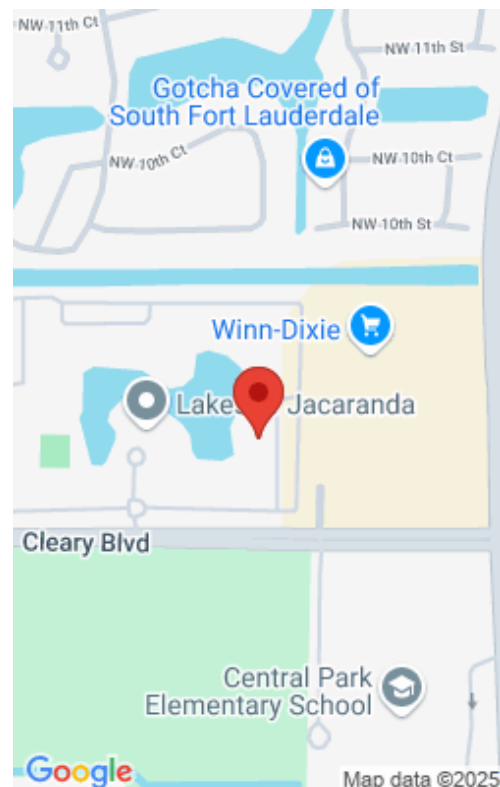 NW 11th Ct
NW 11th St
Gotcha Covered of
South Fort Lauderdale
NW 10th Ct
NW 10th Ct
NW 10th St
Winn-Dixie
Lakes Jacaranda
Cleary Blvd
Central Park
Elementary School
Google
Map data ©2025